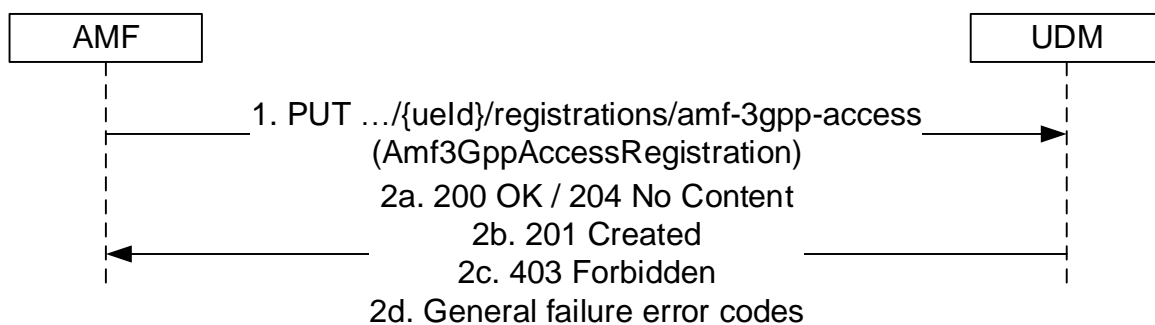 AMF
UDM
1. PUT …/{ueId}/registrations/amf-3gpp-access
(Amf3GppAccessRegistration)
2a. 200 OK / 204 No Content
2b. 201 Created
2c. 403 Forbidden
2d. General failure error codes